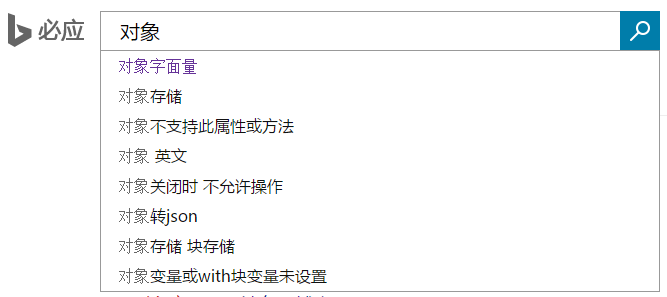 必应
对象
对象字面量
对象存储
对象不支持此属性或方法
对象 英文
对象关闭时 不允许操作
对象转json
对象存储 块存储
对象变量或with块变量未设置